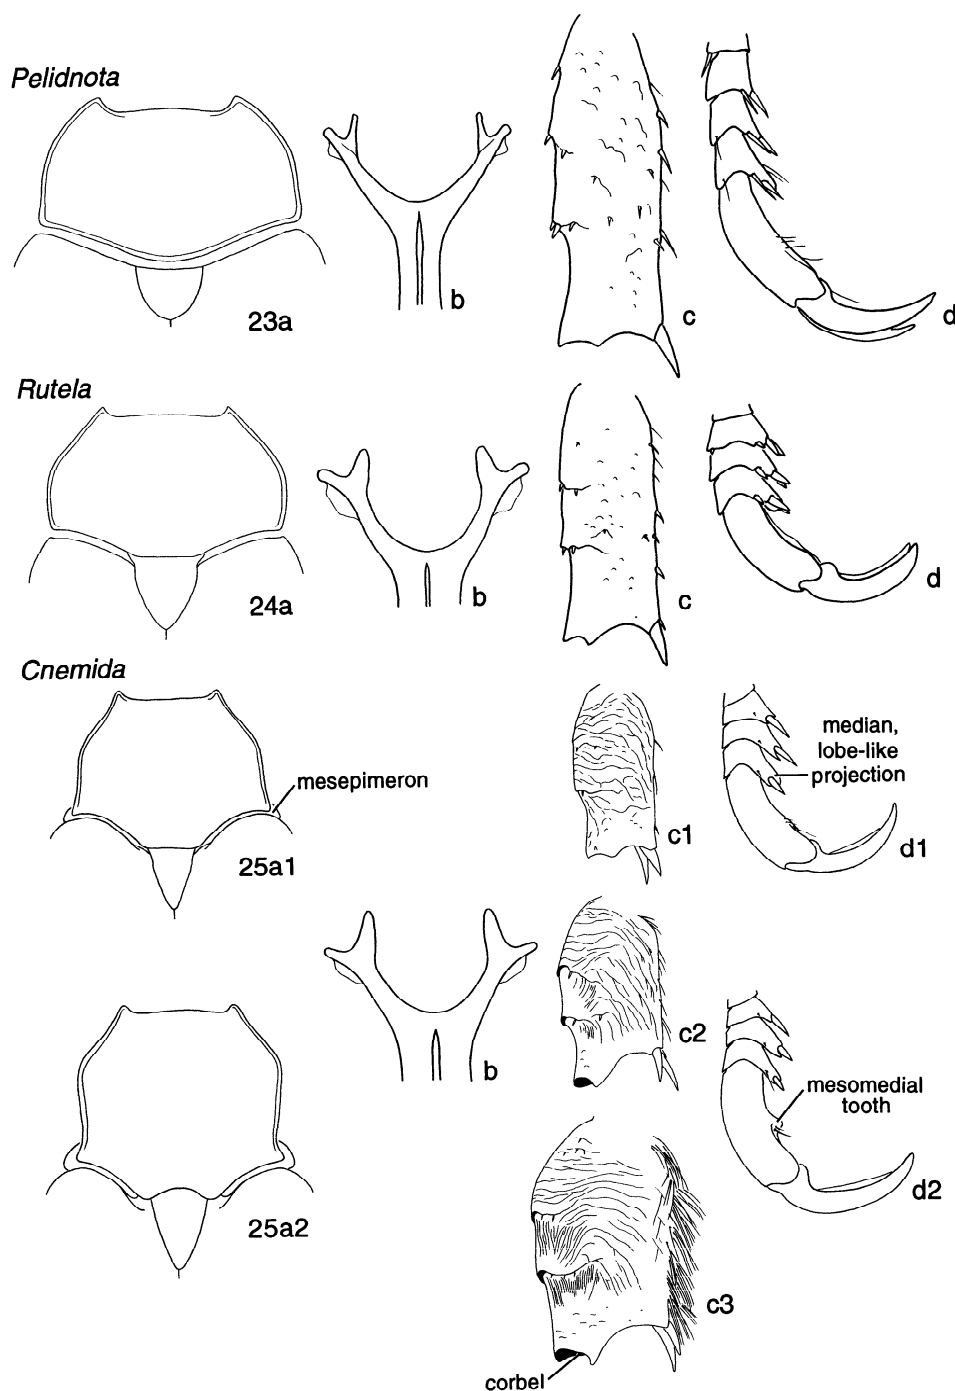 Pelidnota
23a
b
c
d
Rutela
24a
b
c
d
Cnemida
mesepimeron
25a1
c1
median,
lobe-like
projection
d1
b
c2
25a2
mesomedial
tooth
d2
c3
corbel